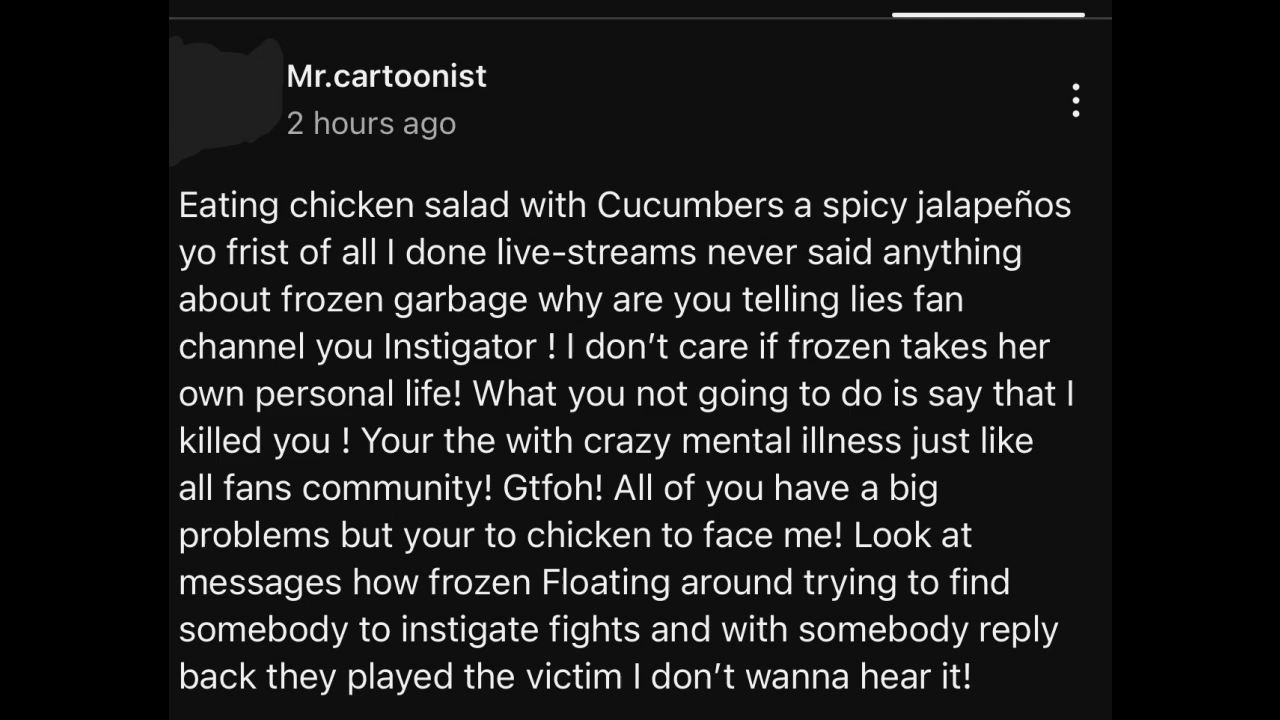 Mr.cartoonist
2 hours ago
Eating chicken salad with Cucumbers a spicy jalapeños
yo frist of all I done live-streams never said anything
about frozen garbage why are you telling lies fan
channel you Instigator ! I don’t care if frozen takes her
own personal life! What you not going to do is say that I
killed you ! Your the with crazy mental illness just like
all fans community! Gtfoh! All of you have a big
problems but your to chicken to face me! Look at
messages how frozen Floating around trying to find
somebody to instigate fights and with somebody reply
back they played the victim I don’t wanna hear it!